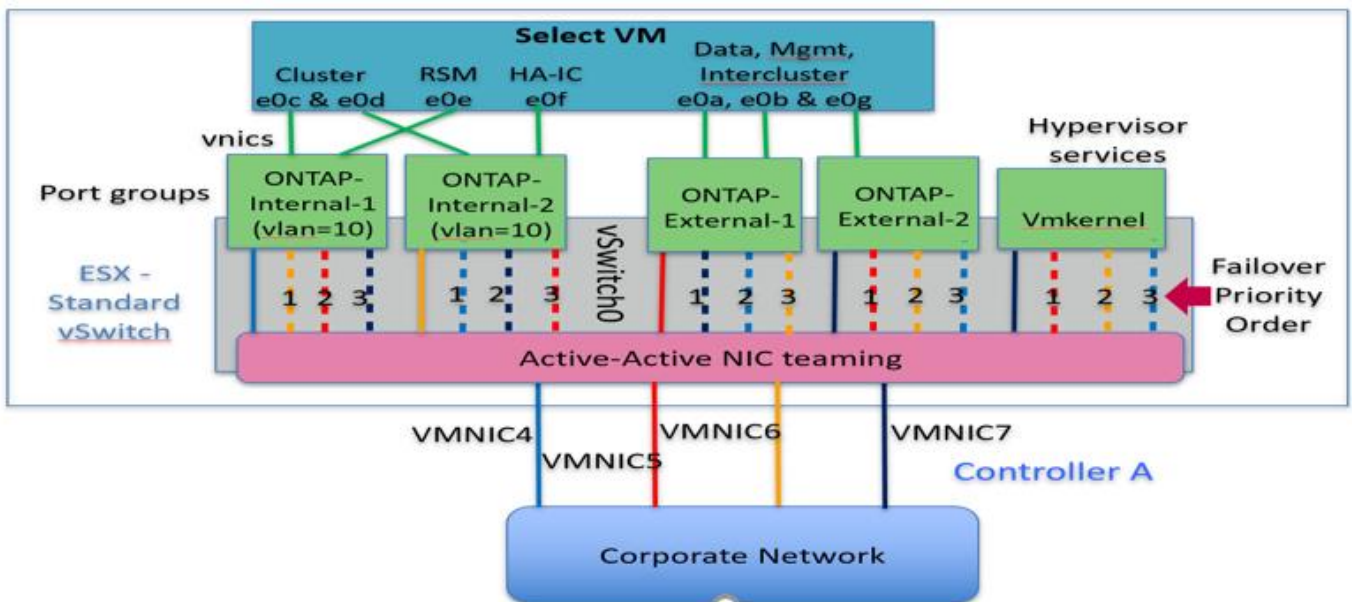 Select VM
Cluster
e0c & e0d
RSM
e0e
HA-IC
e0f
Data, Mgmt,
Intercluster
e0a, e0b & e0g
vnics
Hypervisor
services
Port groups
ONTAP-
Internal-1
(vlan=10)
ONTAP-
Internal-2
(vlan=10)
ONTAP-
External-1
ONTAP-
External-2
Vmkernel
vSwitch0
ESX -
Standard
vSwitch
1 2 3
1 2 3
1 2 3
1 2 3
1 2 3
Failover
Priority
Order
Active-Active NIC teaming
VMNIC4
VMNIC5
VMNIC6
VMNIC7
Controller A
Corporate Network